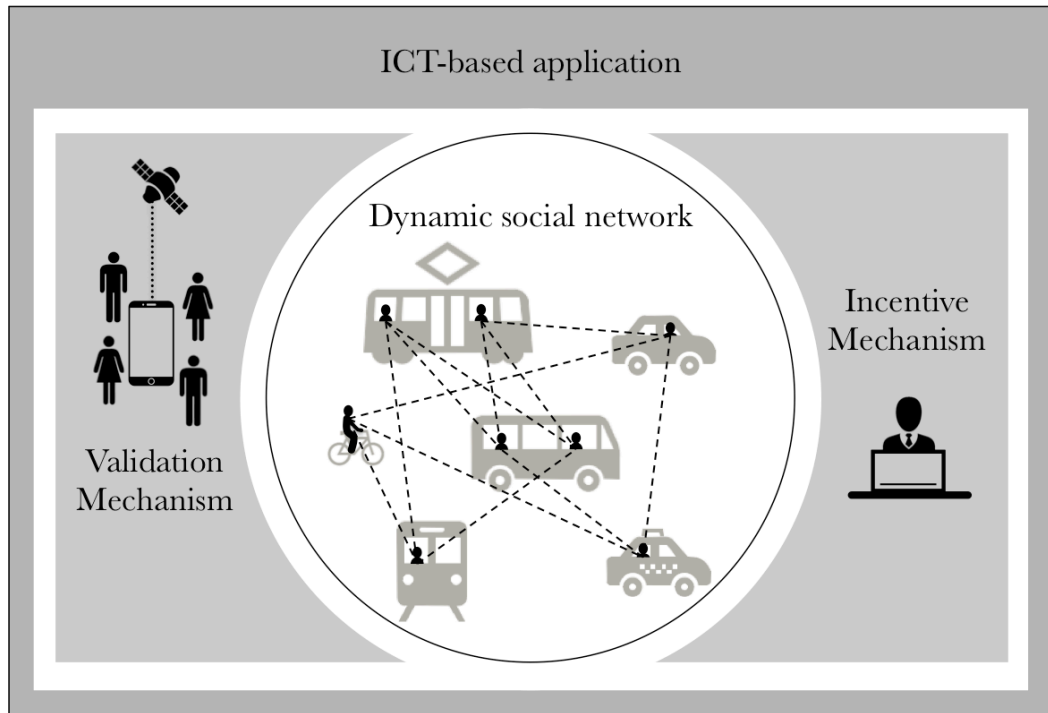 ICT-based application
Dynamic social network
Validation
Mechanism
Incentive
Mechanism